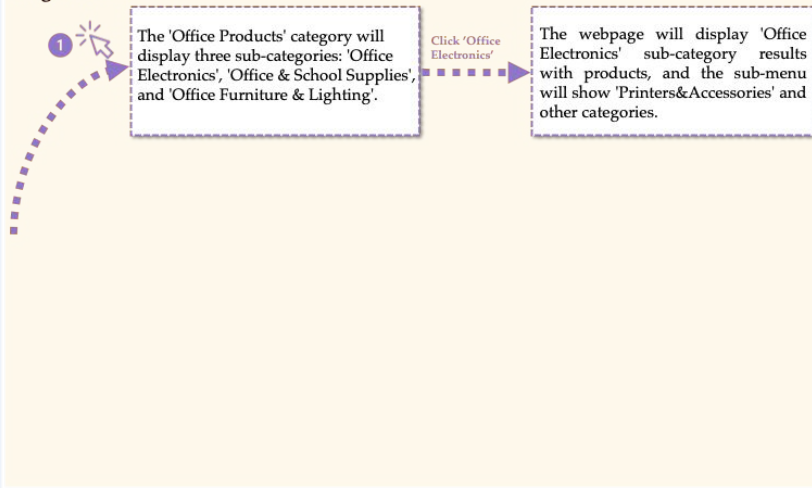 1
The 'Office Products' category will
display three sub-categories: 'Office
Electronics', 'Office & School Supplies',
and 'Office Furniture & Lighting'.
Click 'Office
Electronics'
The webpage will display 'Office
Electronics' sub-category results
with products, and the sub-menu
will show 'Printers&Accessories' and
other categories.